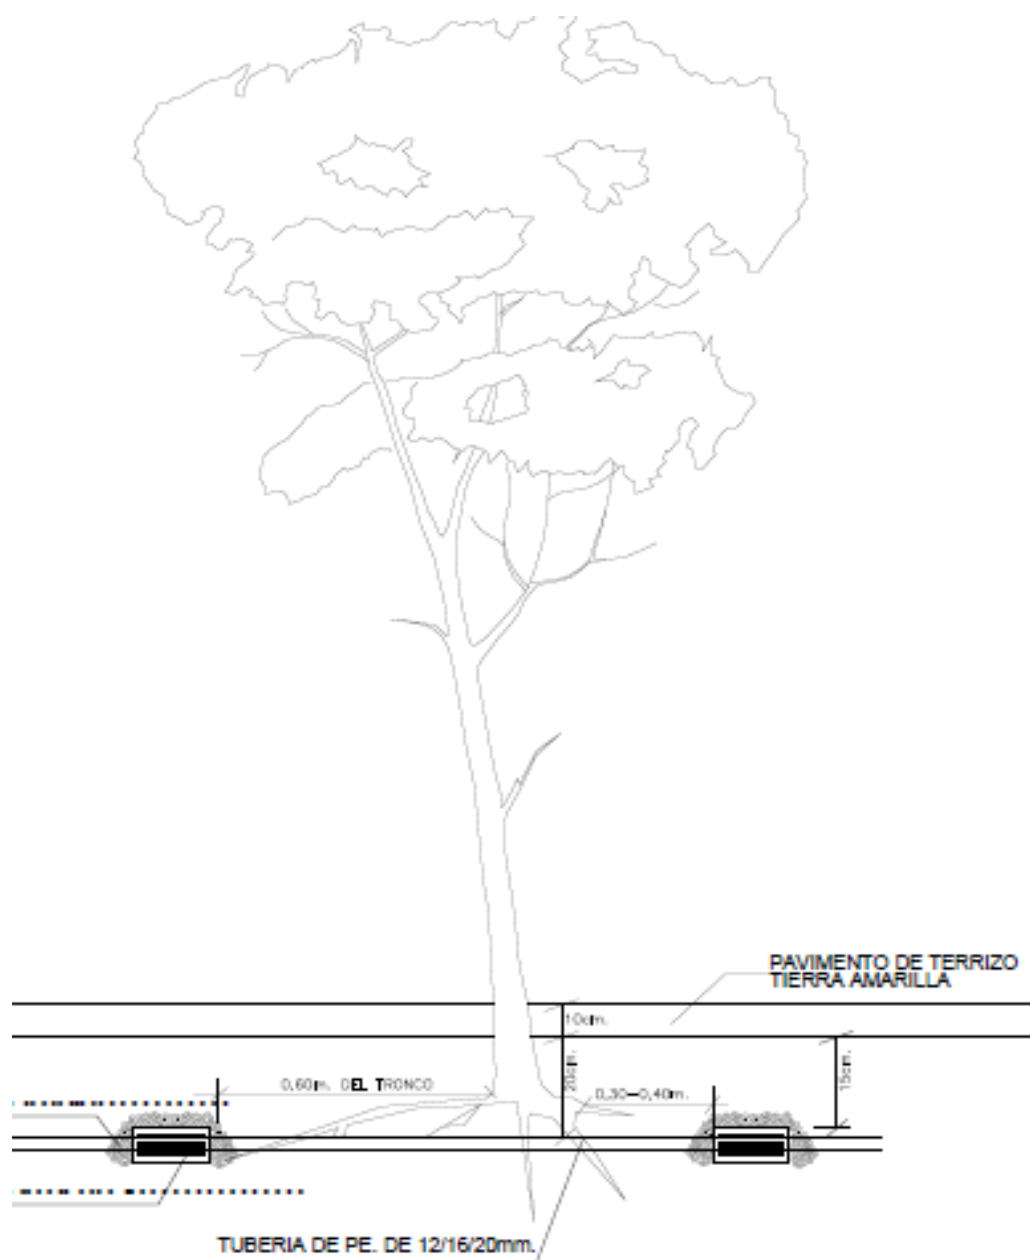 PAVIMENTO DE TERRIZO
TIERRA AMARILLA
10cm.
20cm.
15cm.
0,60m. DEL TRONCO
0,30-0,40m.
TUBERIA DE PE. DE 12/16/20mm.